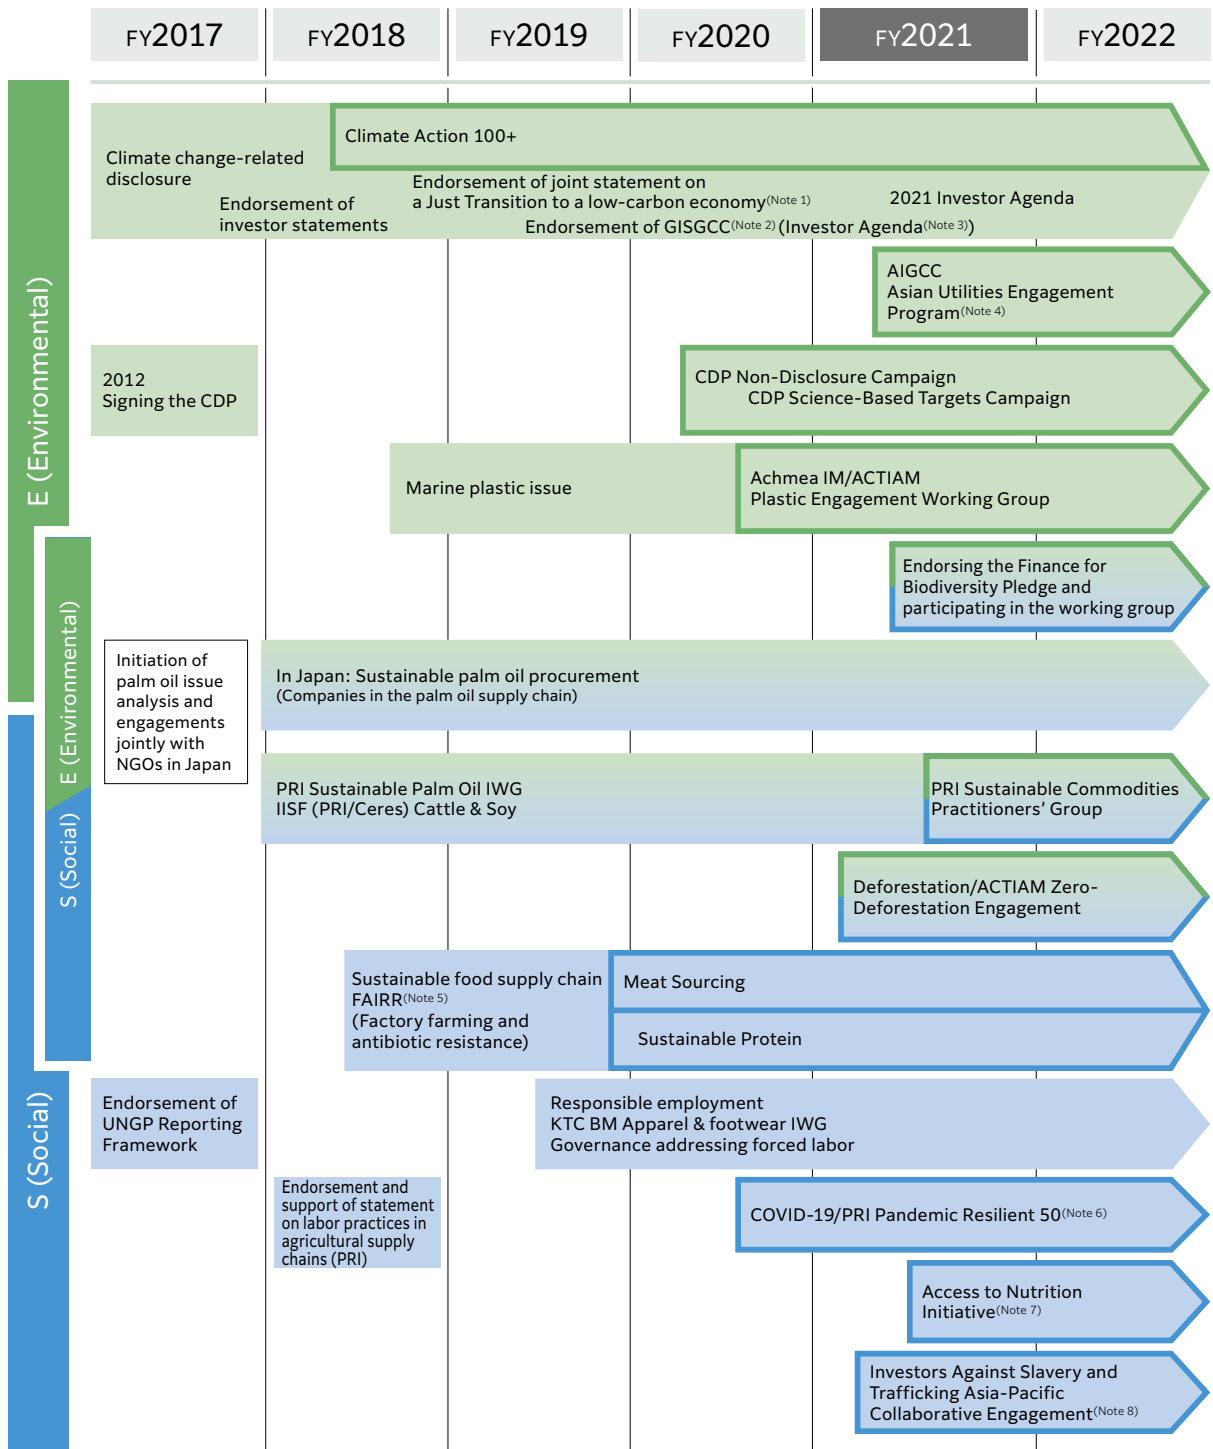 FY2017
FY2018
FY2019
FY2020
FY2021
FY2022
E (Environmental)
Climate change-related
disclosure
Climate Action 100+
Endorsement of
investor statements
Endorsement of joint statement on
a Just Transition to a low-carbon economy(Note 1)
2021 Investor Agenda
Endorsement of GISGCC(Note 2) (Investor Agenda(Note 3))
AIGCC
Asian Utilities Engagement
Program(Note 4)
2012
Signing the CDP
CDP Non-Disclosure Campaign
CDP Science-Based Targets Campaign
Marine plastic issue
Achmea IM/ACTIAM
Plastic Engagement Working Group
E (Environmental)
S (Social)
Endorsing the Finance for
Biodiversity Pledge and
participating in the working group
Initiation of
palm oil issue
analysis and
engagements
jointly with
NGOs in Japan
In Japan: Sustainable palm oil procurement
(Companies in the palm oil supply chain)
PRI Sustainable Palm Oil IWG
IISF (PRI/Ceres) Cattle & Soy
PRI Sustainable Commodities
Practitioners' Group
Deforestation/ACTIAM Zero-
Deforestation Engagement
Sustainable food supply chain
FAIRR(Note 5)
(Factory farming and
antibiotic resistance)
Meat Sourcing
Sustainable Protein
S (Social)
Endorsement of
UNGP Reporting
Framework
Responsible employment
KTC BM Apparel & footwear IWG
Governance addressing forced labor
Endorsement and
support of statement
on labor practices in
agricultural supply
chains (PRI)
COVID-19/PRI Pandemic Resilient 50(Note 6)
Access to Nutrition
Initiative(Note 7)
Investors Against Slavery and
Trafficking Asia-Pacific
Collaborative Engagement(Note 8)